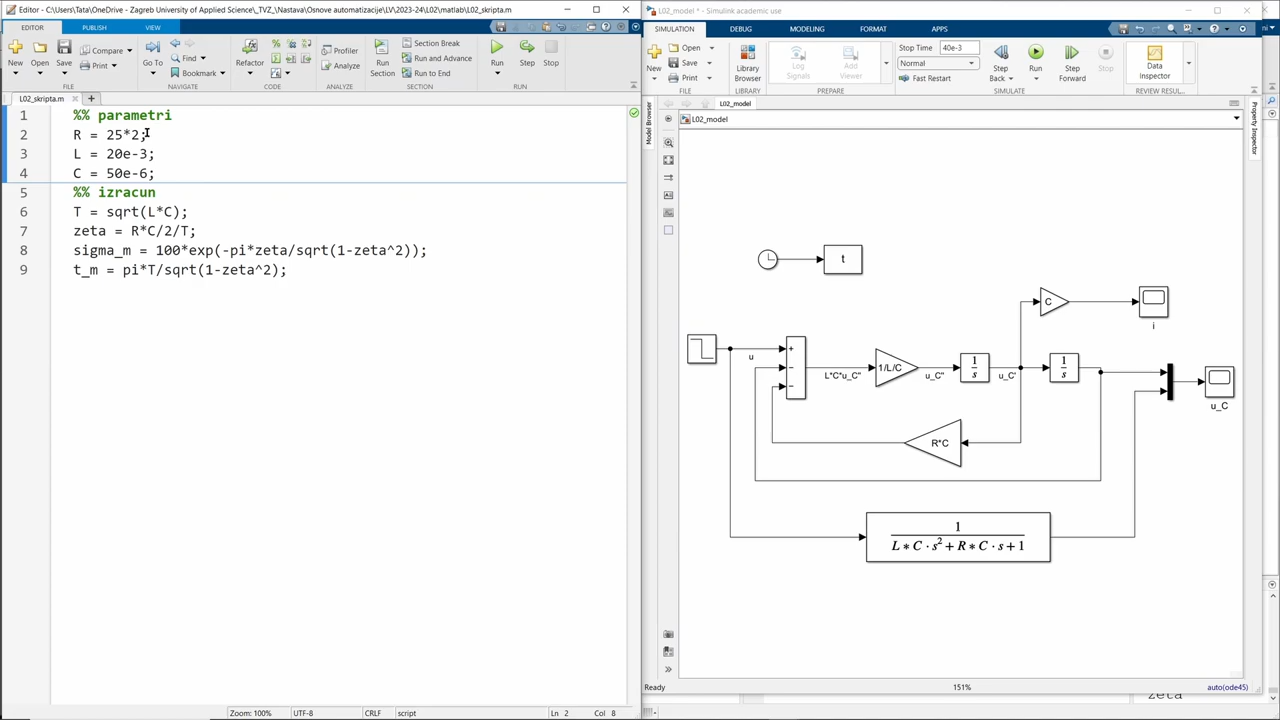 Editor - C:\Users\Tata\OneDrive - Zagreb University of Applied Science\_TVZ_\Nastava\Osnove automatizacije\LV\2023-24\L02\matlab\L02_skripta.m
EDITOR PUBLISH VIEW
New Open Save Compare Print
Go To Find Bookmark
Refactor
Profiler
Analyze
Run Section
Section Break
Run and Advance
Run to End
Run Step Stop
FILE NAVIGATE CODE ANALYZE SECTION RUN
L02_skripta.m
1 %% parametri
2 R = 25*2;
3 L = 20e-3;
4 C = 50e-6;
5 %% izracun
6 T = sqrt(L*C);
7 zeta = R*C/2/T;
8 sigma_m = 100*exp(-pi*zeta/sqrt(1-zeta^2));
9 t_m = pi*T/sqrt(1-zeta^2);
Zoom: 100% UTF-8 CRLF script Ln 2 Col 8
L02_model * - Simulink academic use
SIMULATION DEBUG MODELING FORMAT APPS
New Open Save Print
Library Browser
Log Signals
Add Viewer
Stop Time 40e-3
Normal
Fast Restart
Step Back Run Step Forward Stop
Data Inspector
FILE LIBRARY PREPARE SIMULATE REVIEW RESUL...
Model Browser
L02_model
L02_model
Property Inspector
t
C
i
u
+
−
−
L*C*u_C''
1/L/C
u_C''
1
s
u_C'
1
s
u_C
R*C
1
L∗C·s²+R∗C·s+1
Ready 151% auto(ode45)
zeta